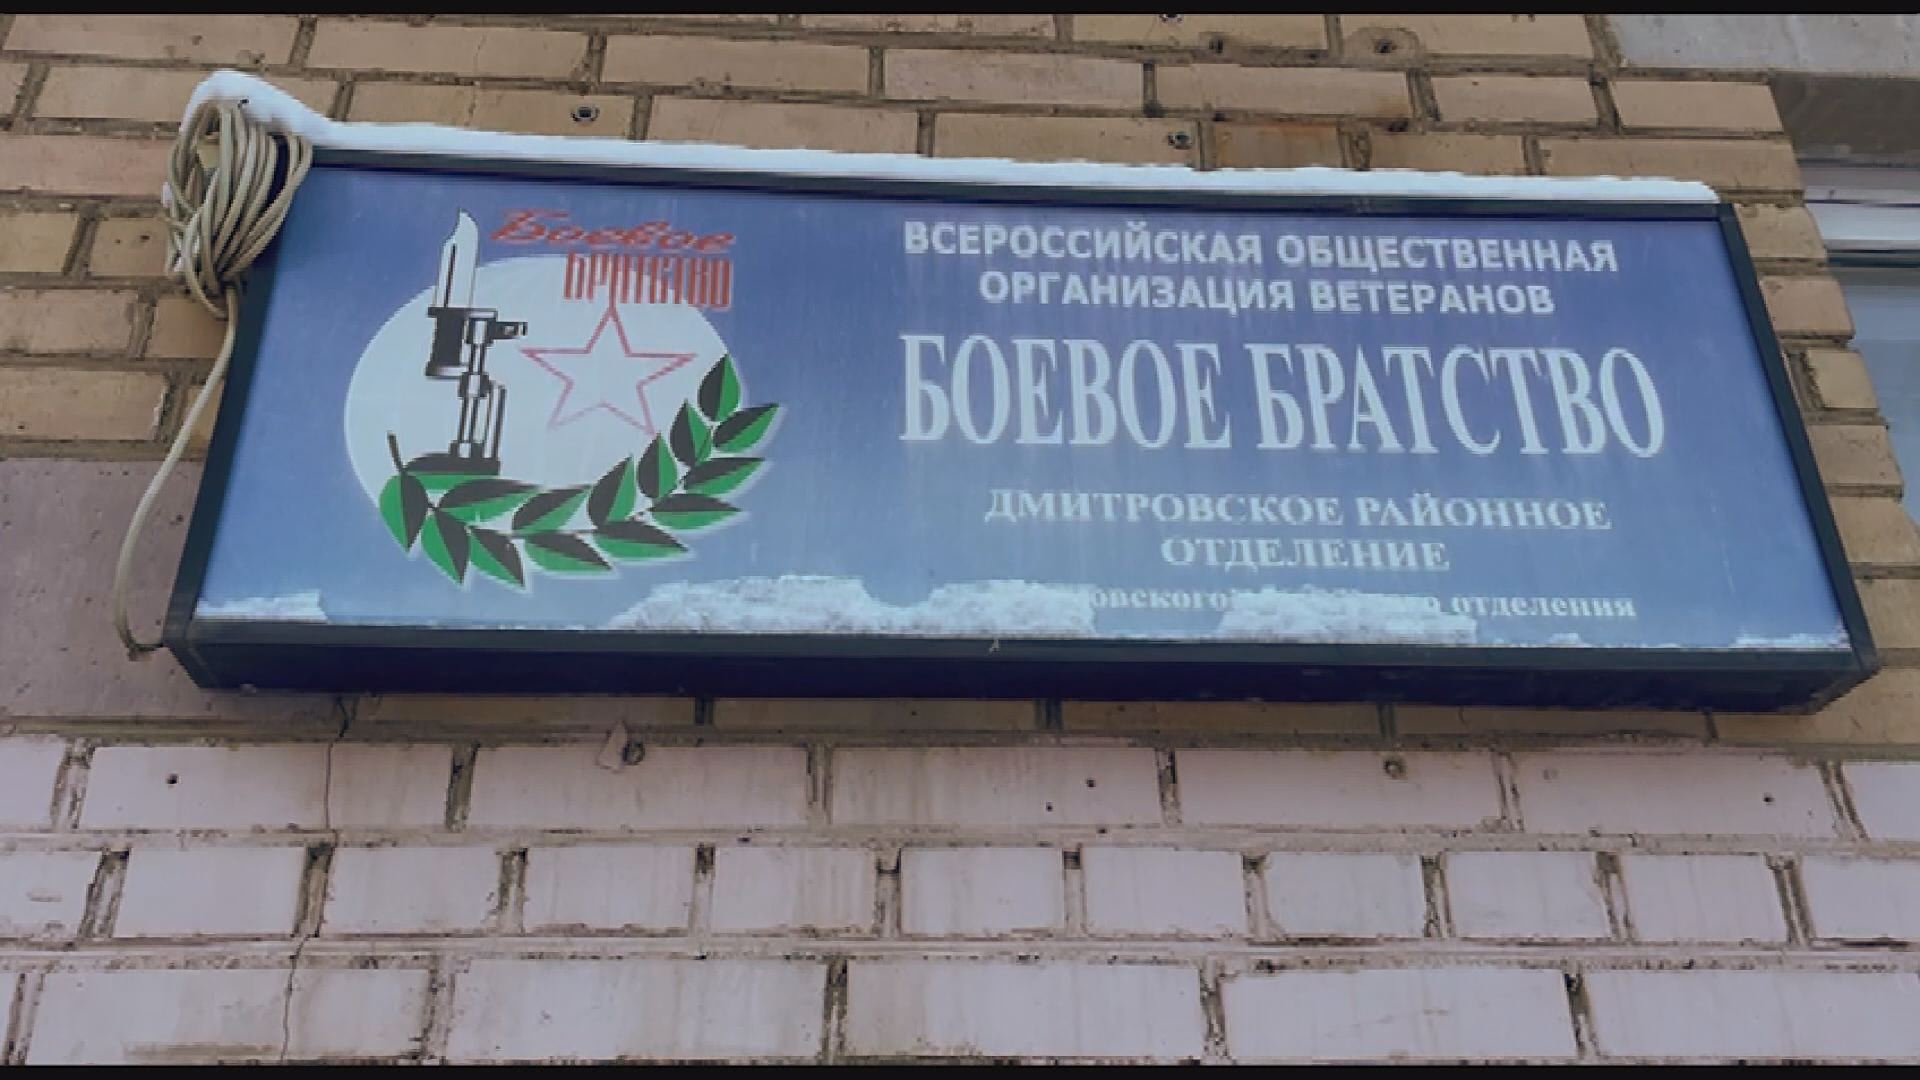 Боевое
БРАТСТВО
ВСЕРОССИЙСКАЯ ОБЩЕСТВЕННАЯ
ОРГАНИЗАЦИЯ ВЕТЕРАНОВ
БОЕВОЕ БРАТСТВО
ДМИТРОВСКОЕ РАЙОННОЕ
ОТДЕЛЕНИЕ
отделения